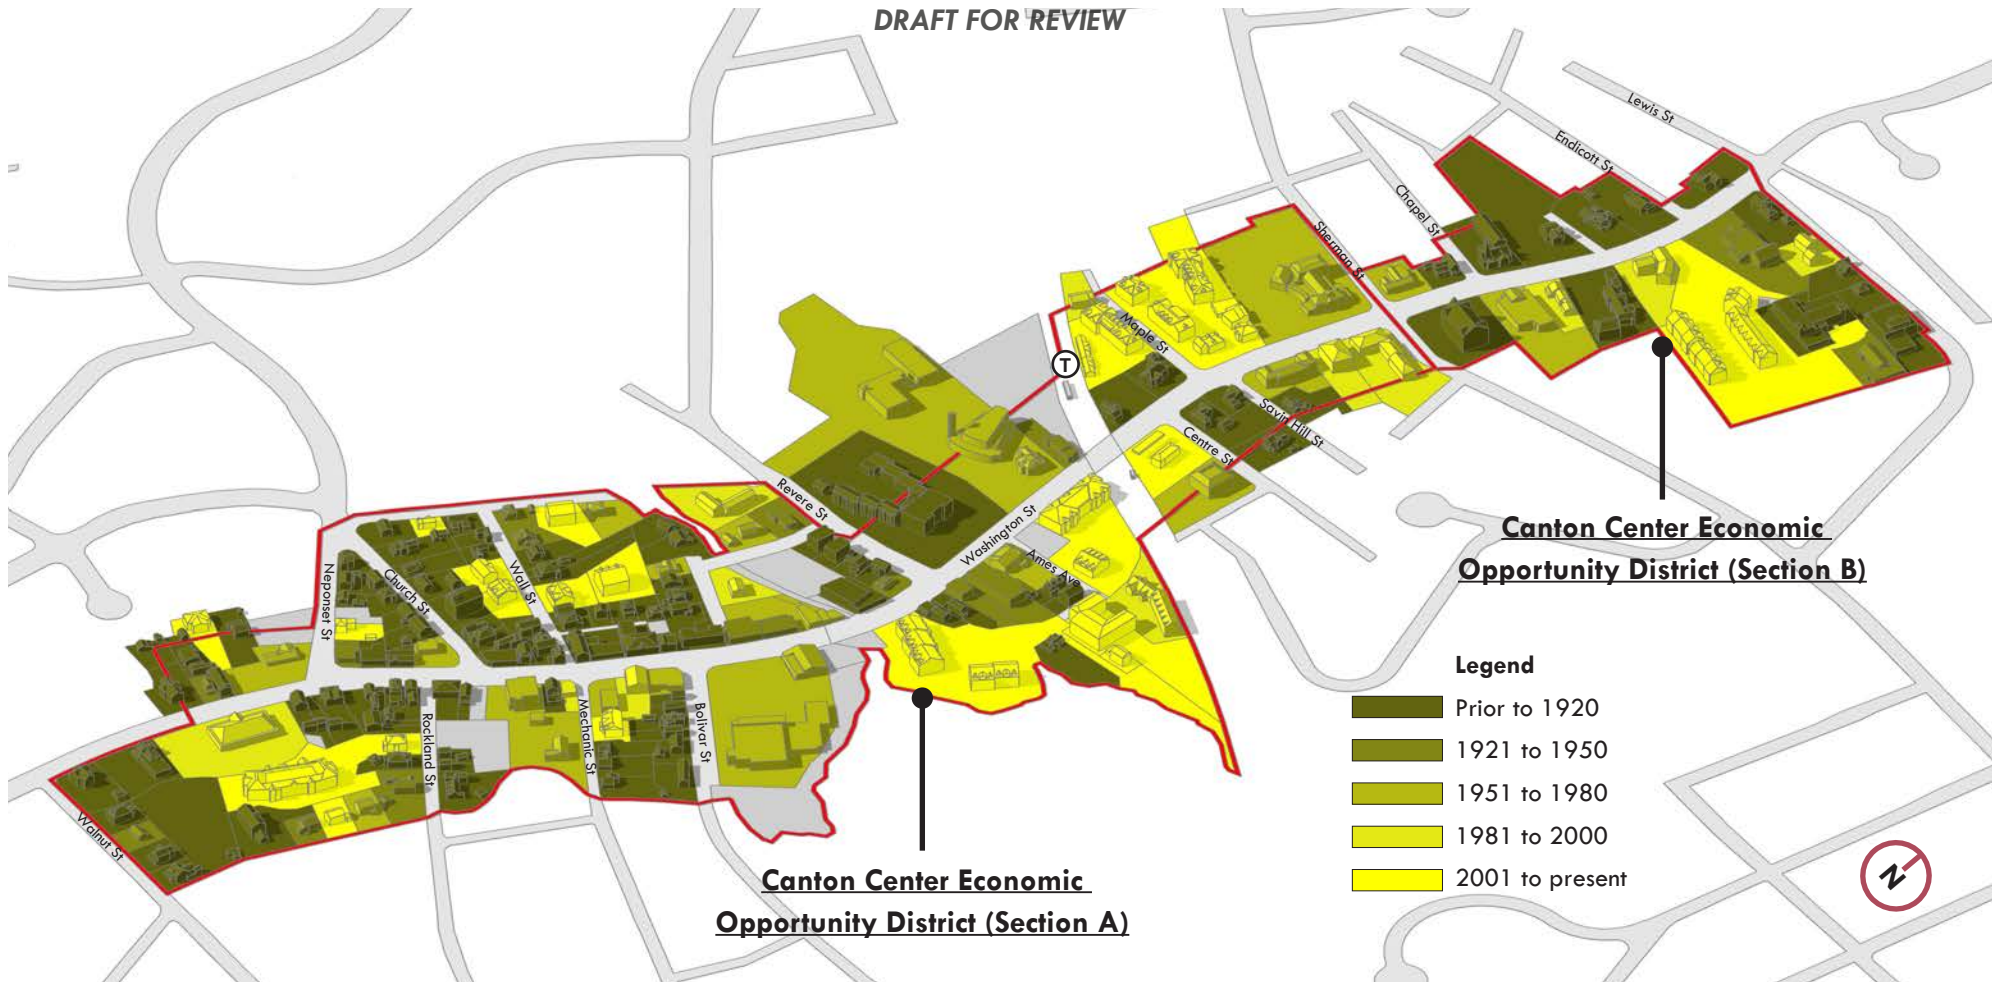 DRAFT FOR REVIEW
Lewis St
Endicott St
Chapel St
Sherman St
Maple St
T
Savin Hill St
Centre St
Revere St
Washington St
Ames Ave
Canton Center Economic
Opportunity District (Section B)
Neponset St
Church St
Wall St
Rockland St
Mechanic St
Bolivar St
Walnut St
Legend
Prior to 1920
1921 to 1950
1951 to 1980
1981 to 2000
2001 to present
N
Canton Center Economic
Opportunity District (Section A)